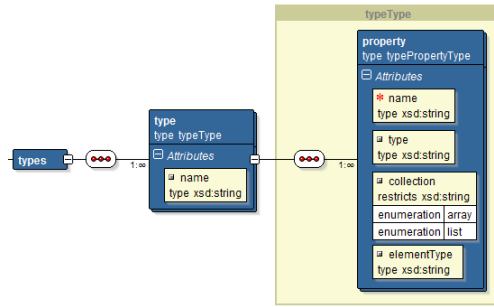 typeType
property
type typePropertyType
Attributes
* name
type xsd:string
type
type xsd:string
collection
restricts xsd:string
enumeration array
enumeration list
elementType
type xsd:string
1:∞
type
type typeType
Attributes
name
type xsd:string
1:∞
types